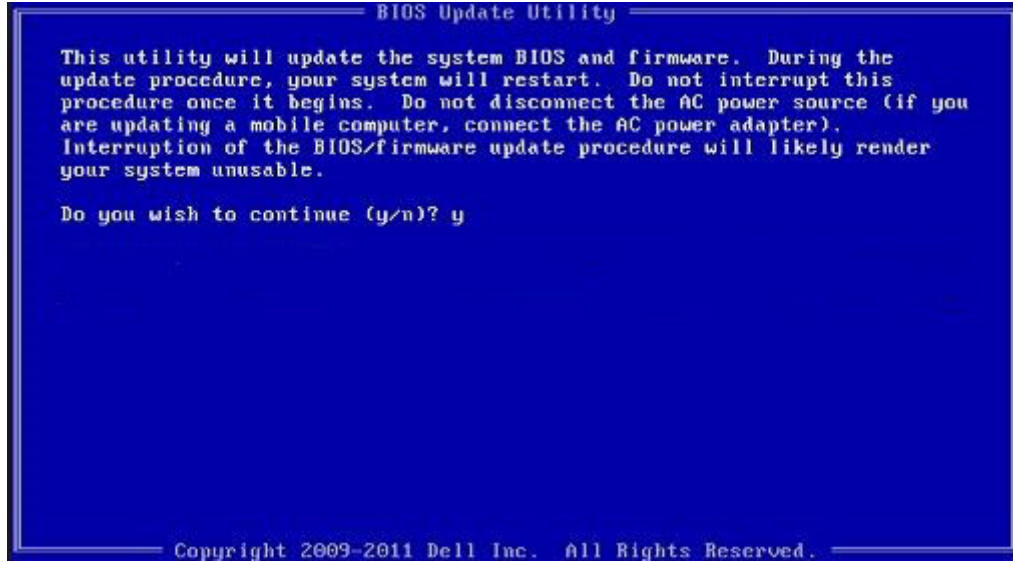 BIOS Update Utility
This utility will update the system BIOS and firmware. During the
update procedure, your system will restart. Do not interrupt this
procedure once it begins. Do not disconnect the AC power source (if you
are updating a mobile computer, connect the AC power adapter).
Interruption of the BIOS/firmware update procedure will likely render
your system unusable.
Do you wish to continue (y/n)? y
Copyright 2009-2011 Dell Inc. All Rights Reserved.